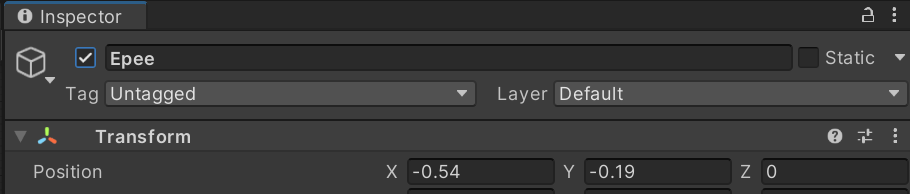 Inspector
Epee
Static
Tag Untagged Layer Default
Transform
Position X -0.54 Y -0.19 Z 0